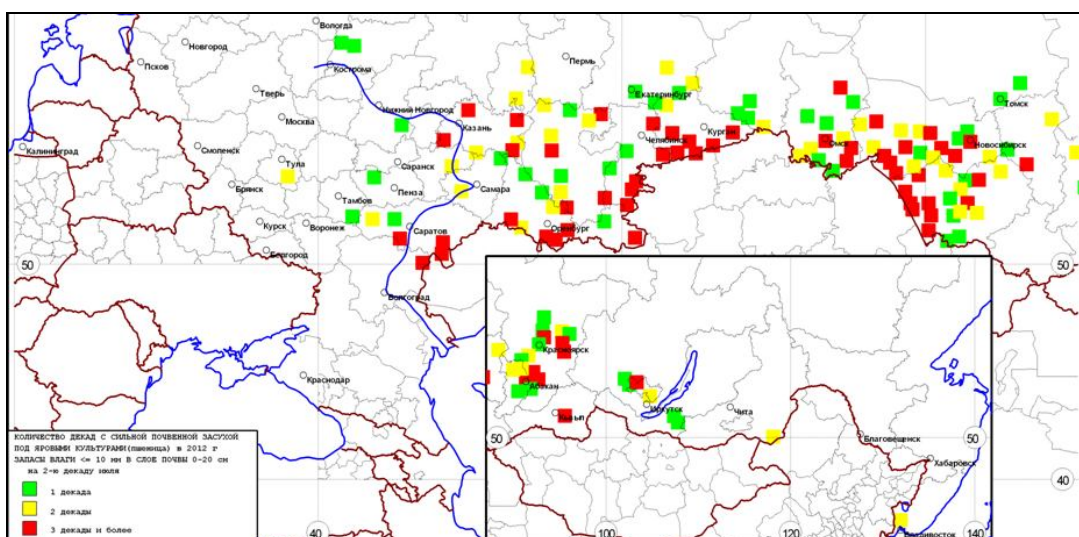 Вологда
Новгород
Псков
Кострома
Пермь
Екатеринбург
Тверь
Нижний Новгород
Томск
Москва
Казань
Курган
Челябинск
Калининград
Смоленск
Омск
Новосибирск
Тула
Саранск
Брянск
Пенза
Самара
Тамбов
Курск
Воронеж
Саратов
Оренбург
Белгород
50
50
Волгоград
Красноярск
Краснодар
Абакан
Иркутск
Чита
Кызыл
50
Благовещенск
50
Хабаровск
КОЛИЧЕСТВО ДЕКАД С СИЛЬНОЙ ПОЧВЕННОЙ ЗАСУХОЙ
ПОД ЯРОВЫМИ КУЛЬТУРАМИ(пшеница) в 2012 г
ЗАПАСЫ ВЛАГИ <= 10 мм В СЛОЕ ПОЧВЫ 0-20 см
на 2-ю декаду июля
1 декада
2 декады
3 декады и более
40
40
100
120
Владивосток
140